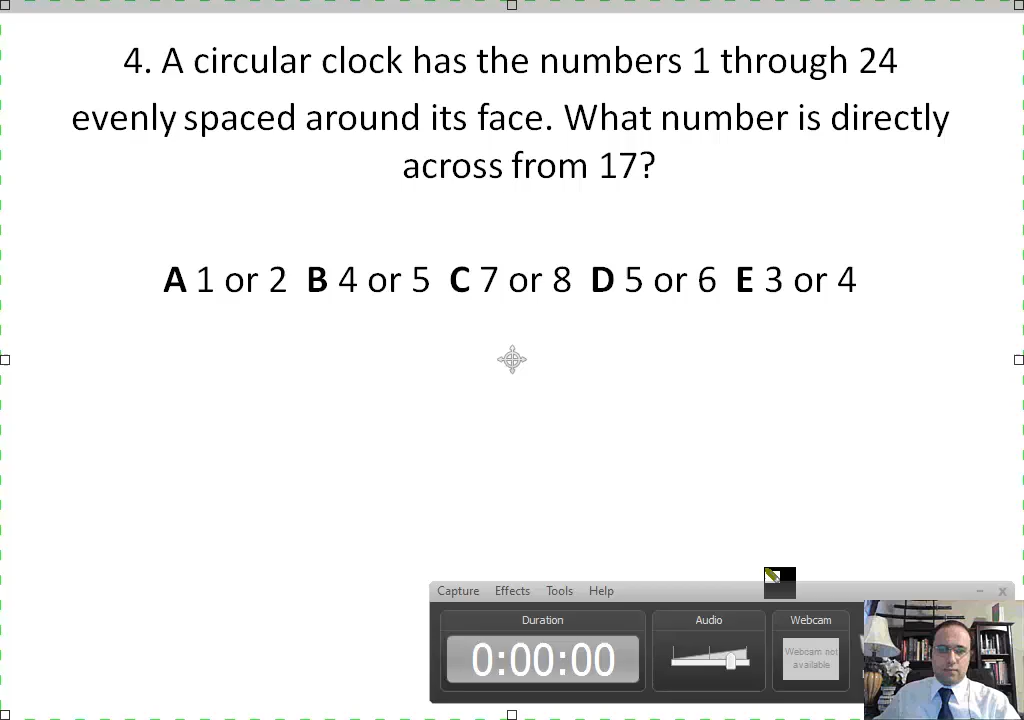 4. A circular clock has the numbers 1 through 24
evenly spaced around its face. What number is directly
across from 17?
A 1 or 2 B 4 or 5 C 7 or 8 D 5 or 6 E 3 or 4
Capture Effects Tools Help
Duration Audio Webcam
0:00:00
Webcam not
available